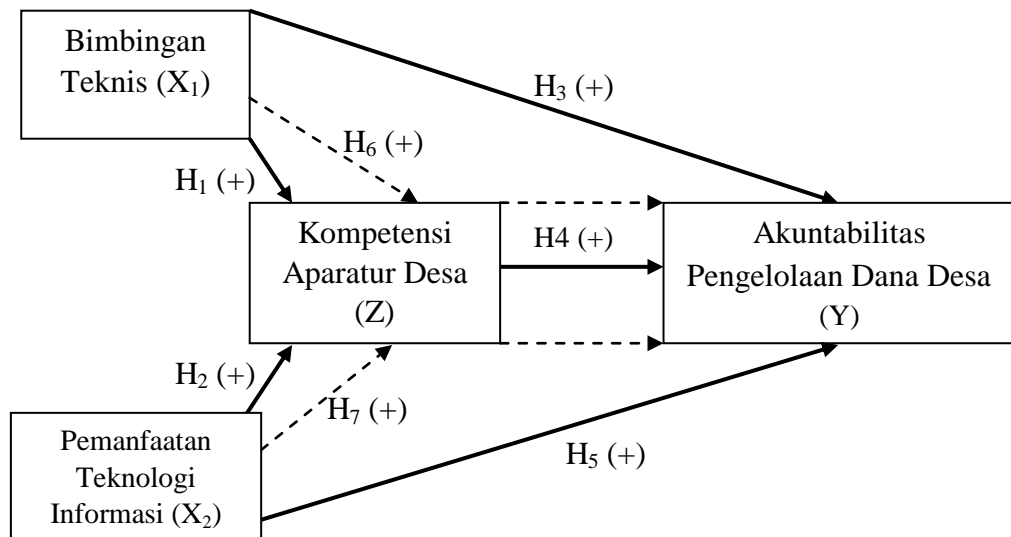 Bimbingan
Teknis (X₁)
H₃ (+)
H₆ (+)
H₁ (+)
Kompetensi
Aparatur Desa
(Z)
H4 (+)
Akuntabilitas
Pengelolaan Dana Desa
(Y)
H₂ (+)
H₇ (+)
Pemanfaatan
Teknologi
Informasi (X₂)
H₅ (+)